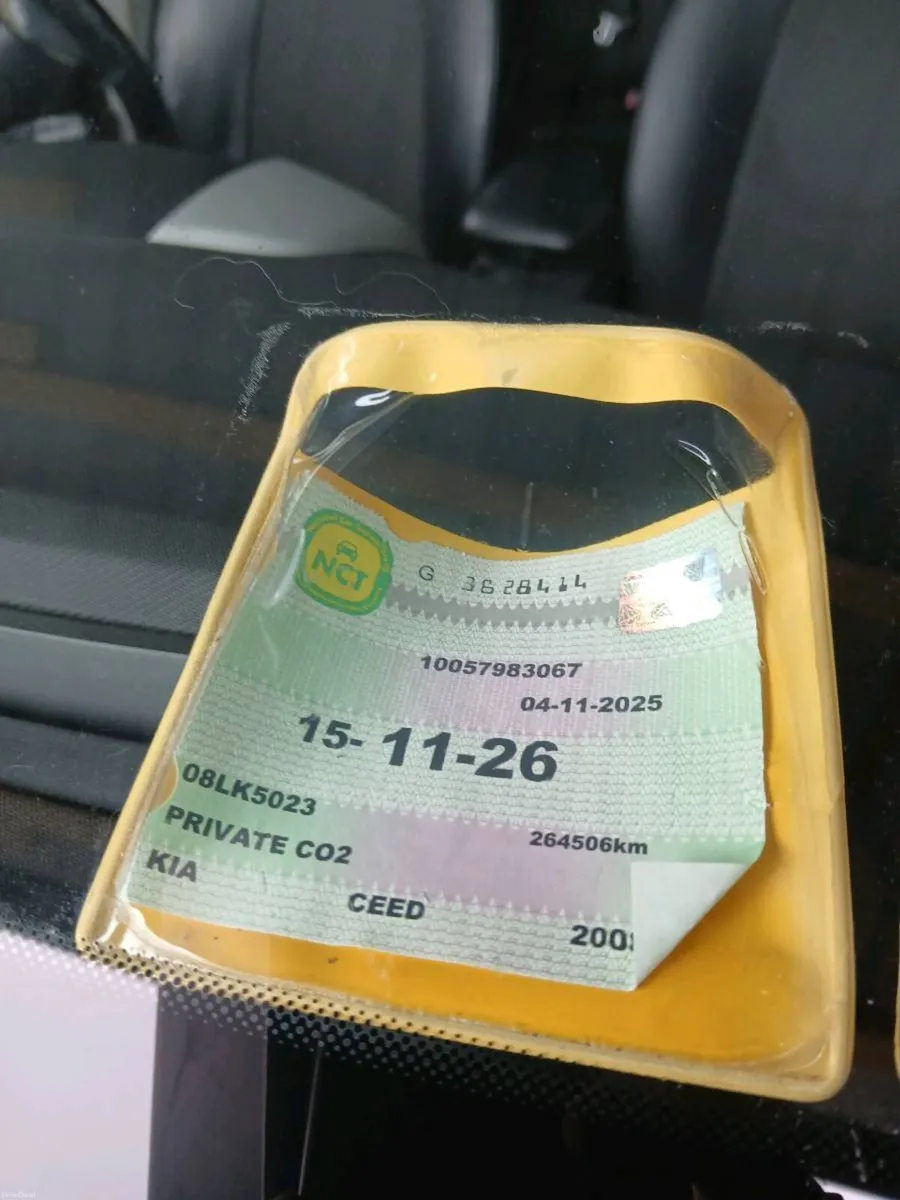 NCT
G 3628414
10057983067
04-11-2025
15- 11-26
08LK5023
264506km
PRIVATE CO2
KIA
CEED